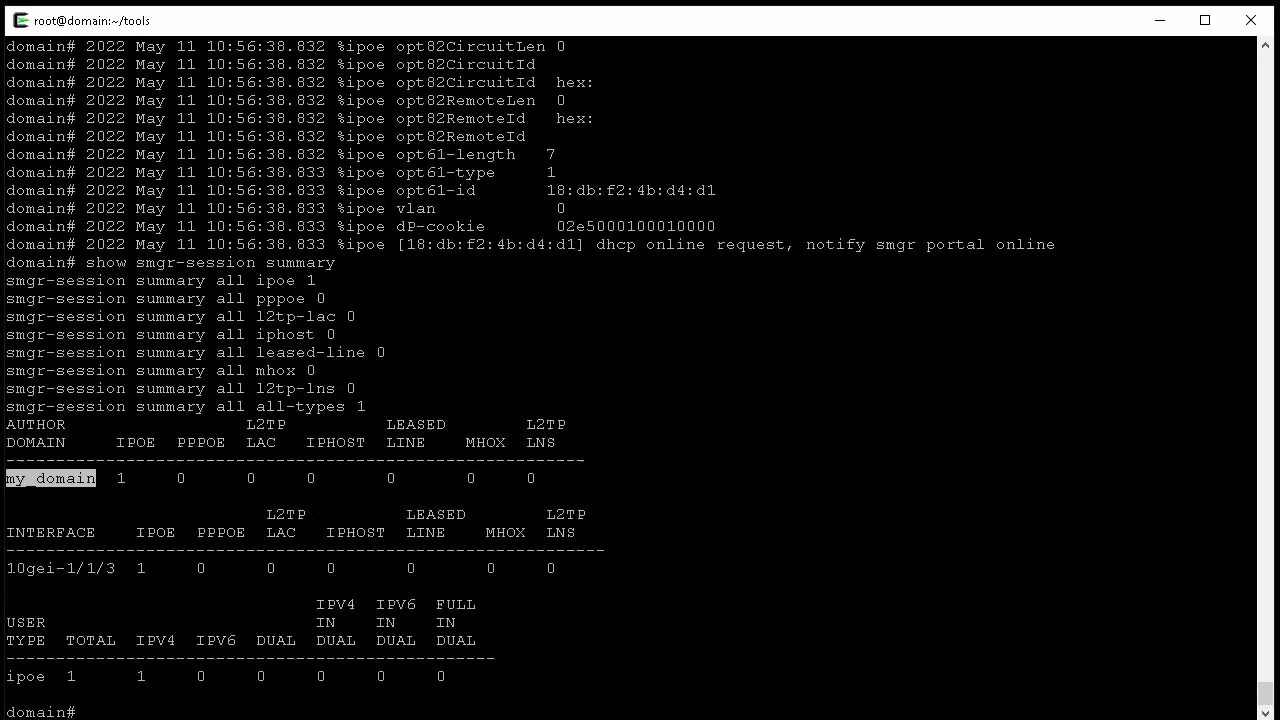 root@domain:~/tools
domain# 2022 May 11 10:56:38.832 %ipoe opt82CircuitLen 0
domain# 2022 May 11 10:56:38.832 %ipoe opt82CircuitId
domain# 2022 May 11 10:56:38.832 %ipoe opt82CircuitId  hex:
domain# 2022 May 11 10:56:38.832 %ipoe opt82RemoteLen  0
domain# 2022 May 11 10:56:38.832 %ipoe opt82RemoteId   hex:
domain# 2022 May 11 10:56:38.832 %ipoe opt82RemoteId
domain# 2022 May 11 10:56:38.832 %ipoe opt61-length   7
domain# 2022 May 11 10:56:38.833 %ipoe opt61-type     1
domain# 2022 May 11 10:56:38.833 %ipoe opt61-id       18:db:f2:4b:d4:d1
domain# 2022 May 11 10:56:38.833 %ipoe vlan            0
domain# 2022 May 11 10:56:38.833 %ipoe dP-cookie       02e5000100010000
domain# 2022 May 11 10:56:38.833 %ipoe [18:db:f2:4b:d4:d1] dhcp online request, notify smgr portal online
domain# show smgr-session summary
smgr-session summary all ipoe 1
smgr-session summary all pppoe 0
smgr-session summary all l2tp-lac 0
smgr-session summary all iphost 0
smgr-session summary all leased-line 0
smgr-session summary all mhox 0
smgr-session summary all l2tp-lns 0
smgr-session summary all all-types 1
AUTHOR                  L2TP          LEASED        L2TP
DOMAIN     IPOE  PPPOE  LAC   IPHOST  LINE    MHOX  LNS
----------------------------------------------------------
my_domain  1     0      0     0       0       0     0
                          L2TP          LEASED        L2TP
INTERFACE    IPOE  PPPOE  LAC   IPHOST  LINE    MHOX  LNS
------------------------------------------------------------
10gei-1/1/3  1     0      0     0       0       0     0
                               IPV4  IPV6  FULL
USER                           IN    IN    IN
TYPE  TOTAL  IPV4  IPV6  DUAL  DUAL  DUAL  DUAL
-------------------------------------------------
ipoe  1      1     0     0     0     0     0
domain#